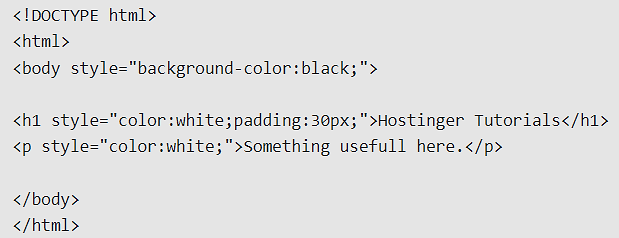 <!DOCTYPE html>
<html>
<body style="background-color:black;">
<h1 style="color:white;padding:30px;">Hostinger Tutorials</h1>
<p style="color:white;">Something usefull here.</p>
</body>
</html>